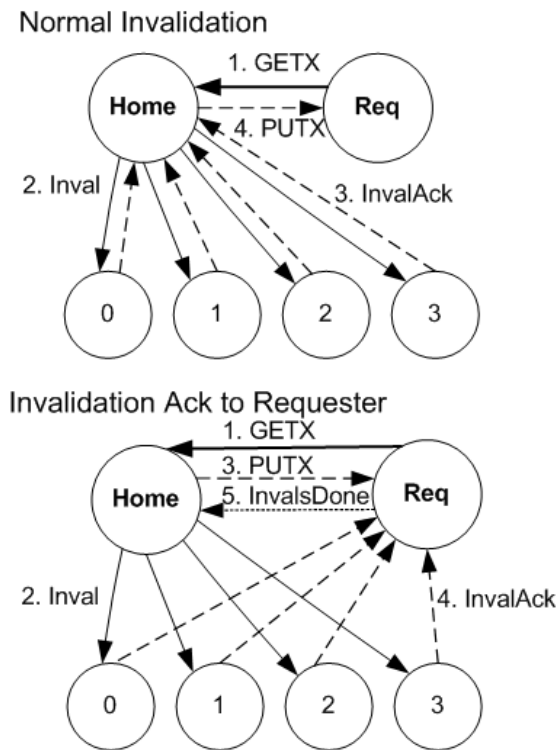 Normal Invalidation
1. GETX
Home
Req
4. PUTX
2. Inval
3. InvalAck
0
1
2
3
Invalidation Ack to Requester
1. GETX
3. PUTX
Home
5. InvalsDone
Req
2. Inval
4. InvalAck
0
1
2
3